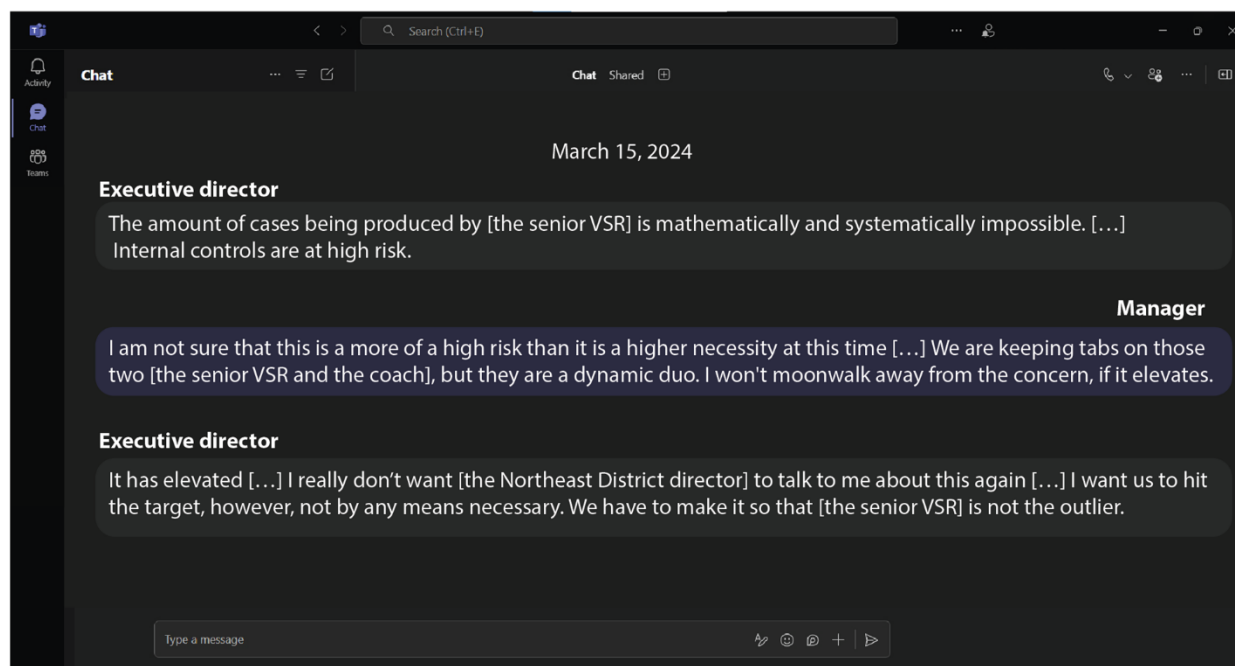 Search (Ctrl+E)
Activity
Chat
Chat Shared
Chat
Teams
March 15, 2024
Executive director
The amount of cases being produced by [the senior VSR] is mathematically and systematically impossible. […]
Internal controls are at high risk.
Manager
I am not sure that this is a more of a high risk than it is a higher necessity at this time […] We are keeping tabs on those
two [the senior VSR and the coach], but they are a dynamic duo. I won't moonwalk away from the concern, if it elevates.
Executive director
It has elevated […] I really don’t want [the Northeast District director] to talk to me about this again […] I want us to hit
the target, however, not by any means necessary. We have to make it so that [the senior VSR] is not the outlier.
Type a message